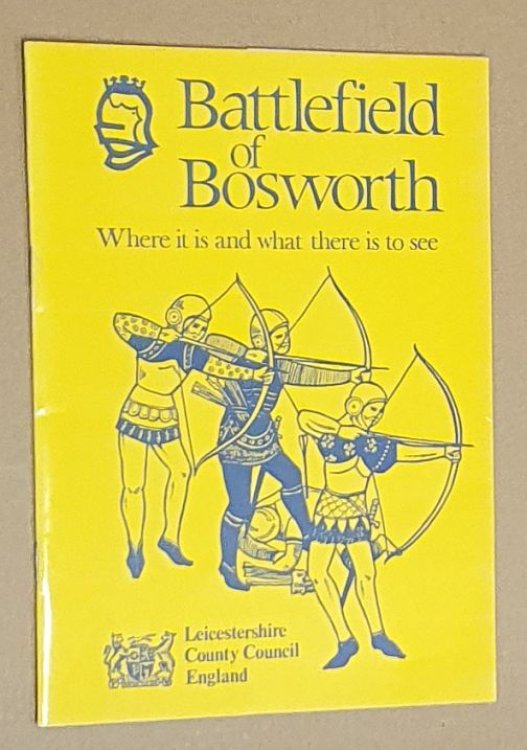 Battlefield
of
Bosworth
Where it is and what there is to see
Leicestershire
County Council
England